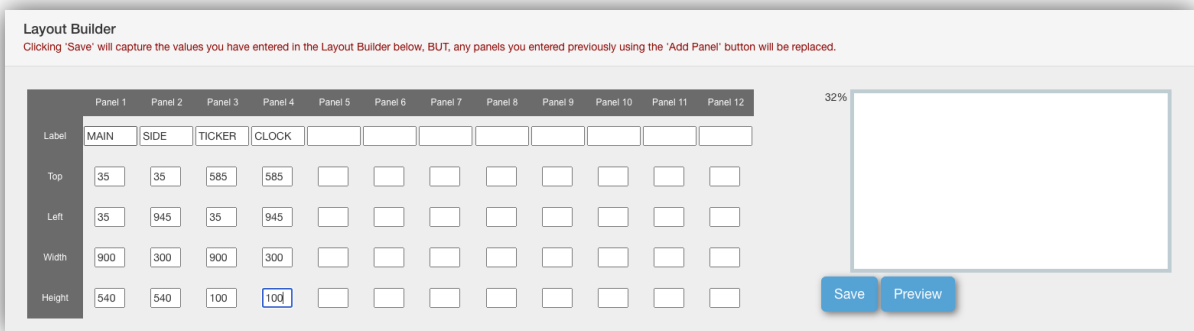 Layout Builder
Clicking 'Save' will capture the values you have entered in the Layout Builder below, BUT, any panels you entered previously using the 'Add Panel' button will be replaced.
Panel 1 Panel 2 Panel 3 Panel 4 Panel 5 Panel 6 Panel 7 Panel 8 Panel 9 Panel 10 Panel 11 Panel 12
Label MAIN SIDE TICKER CLOCK
Top 35 35 585 585
Left 35 945 35 945
Width 900 300 900 300
Height 540 540 100 100
32%
Save Preview